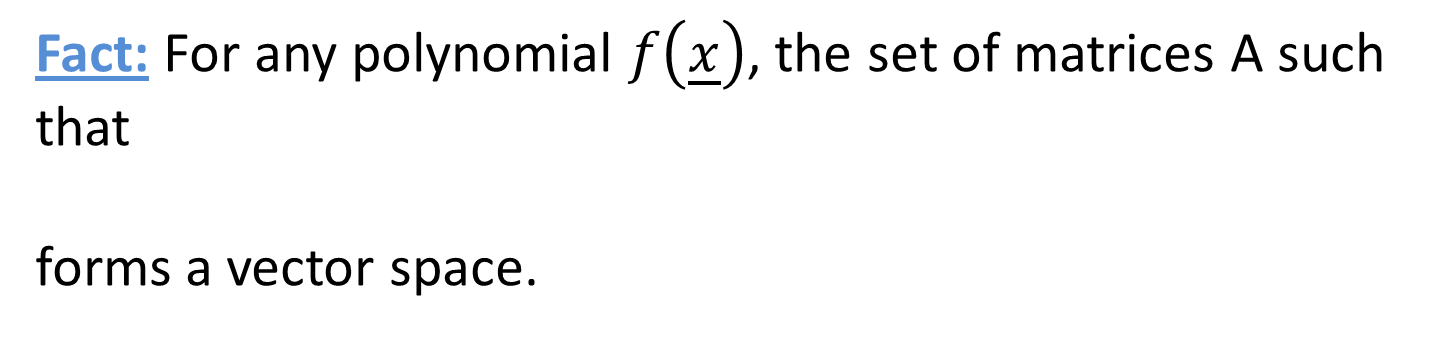 Fact: For any polynomial f(x), the set of matrices A such
that
forms a vector space.